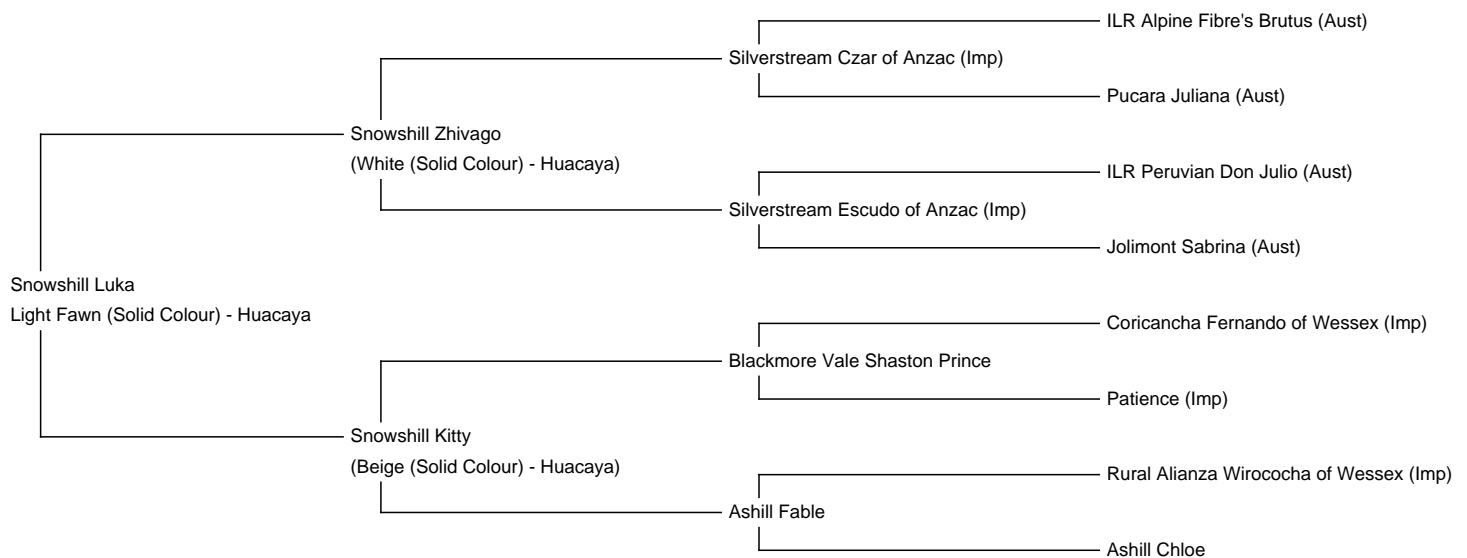 ILR Alpine Fibre's Brutus (Aust)
Silverstream Czar of Anzac (Imp)
Pucara Juliana (Aust)
Snowshill Zhivago
(White (Solid Colour) - Huacaya)
ILR Peruvian Don Julio (Aust)
Silverstream Escudo of Anzac (Imp)
Jolimont Sabrina (Aust)
Snowshill Luka
Light Fawn (Solid Colour) - Huacaya
Coricancha Fernando of Wessex (Imp)
Blackmore Vale Shaston Prince
Patience (Imp)
Snowshill Kitty
(Beige (Solid Colour) - Huacaya)
Rural Alianza Wirococha of Wessex (Imp)
Ashill Fable
Ashill Chloe